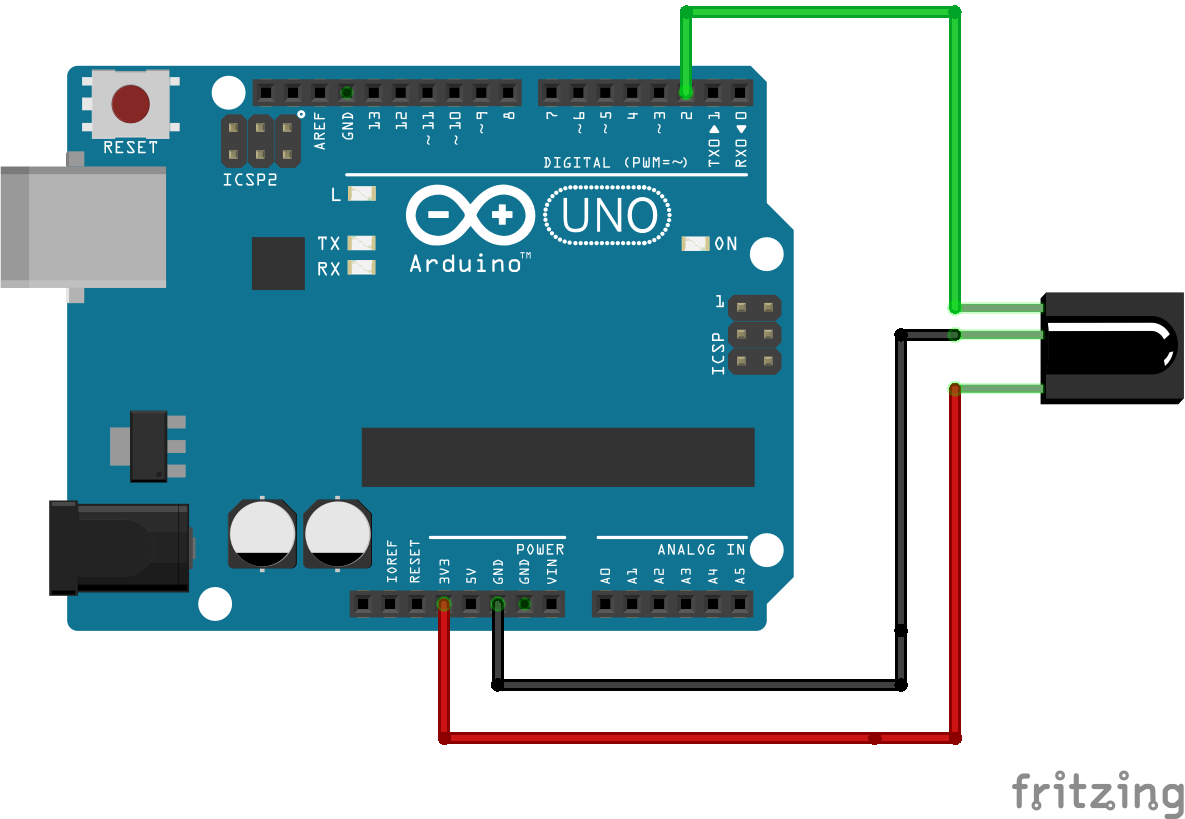 RESET
ICSP2
AREF
GND
13
12
~11
~10
~9
8
7
~6
~5
4
~3
2
TX0▶1
RX0◀0
DIGITAL (PWM=~)
L
TX
RX
UNO
Arduino™
ON
1
ICSP
POWER
ANALOG IN
IOREF
RESET
3V3
5V
GND
GND
VIN
A0
A1
A2
A3
A4
A5
fritzing